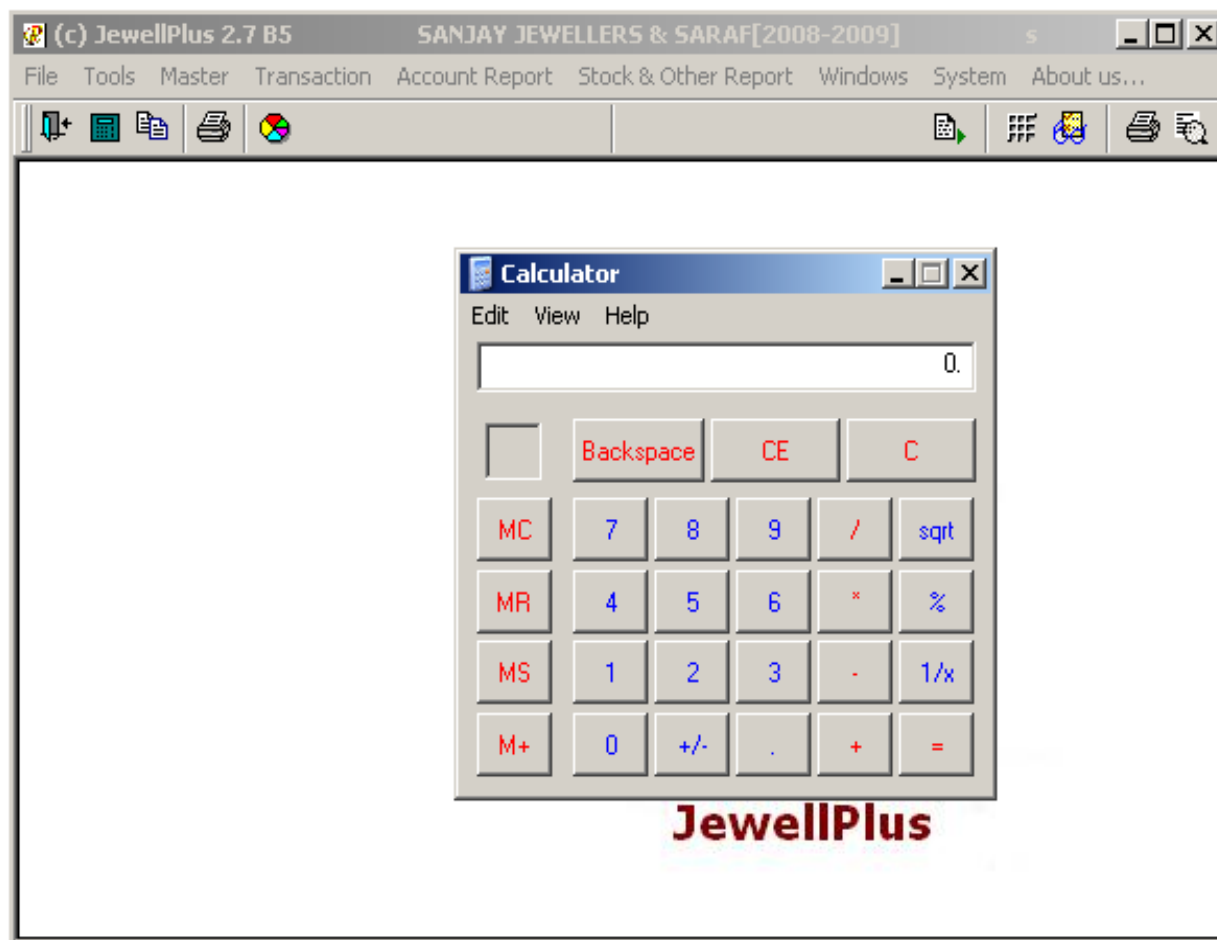 (c) JewellPlus 2.7 B5 SANJAY JEWELLERS & SARAF[2008-2009] s
File Tools Master Transaction Account Report Stock & Other Report Windows System About us...
Calculator
Edit View Help
0.
Backspace CE C
MC 7 8 9 / sqrt
MR 4 5 6 * %
MS 1 2 3 - 1/x
M+ 0 +/- . + =
JewellPlus